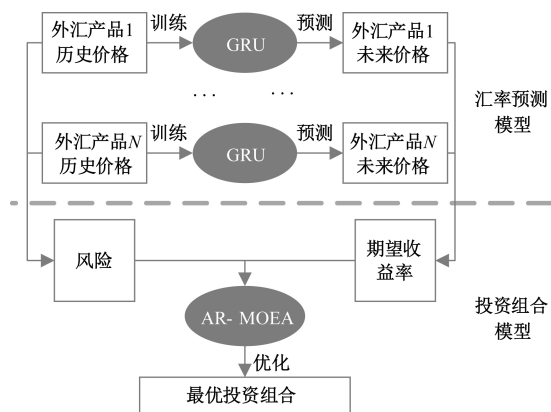 外汇产品1
历史价格
训练
GRU
预测
外汇产品1
未来价格
... ...
汇率预测
模型
外汇产品N
历史价格
训练
GRU
预测
外汇产品N
未来价格
风险
期望收
益率
AR- MOEA
投资组合
模型
优化
最优投资组合